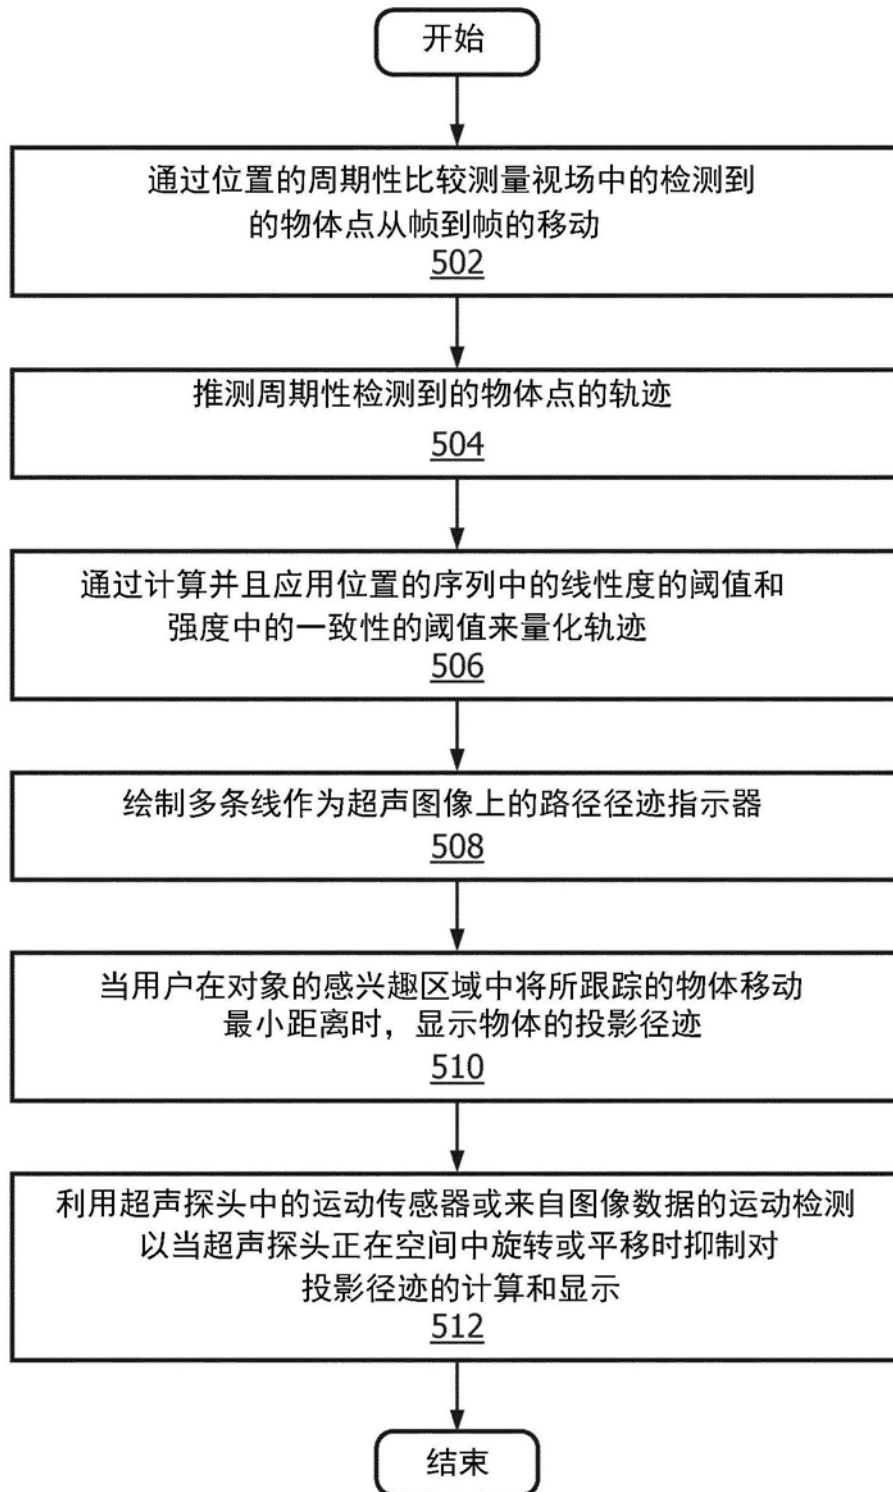 开始
通过位置的周期性比较测量视场中的检测到
的物体点从帧到帧的移动
502
推测周期性检测到的物体点的轨迹
504
通过计算并且应用位置的序列中的线性度的阈值和
强度中的一致性的阈值来量化轨迹
506
绘制多条线作为超声图像上的路径径迹指示器
508
当用户在对象的感兴趣区域中将所跟踪的物体移动
最小距离时，显示物体的投影径迹
510
利用超声探头中的运动传感器或来自图像数据的运动检测
以当超声探头正在空间中旋转或平移时抑制对
投影径迹的计算和显示
512
结束